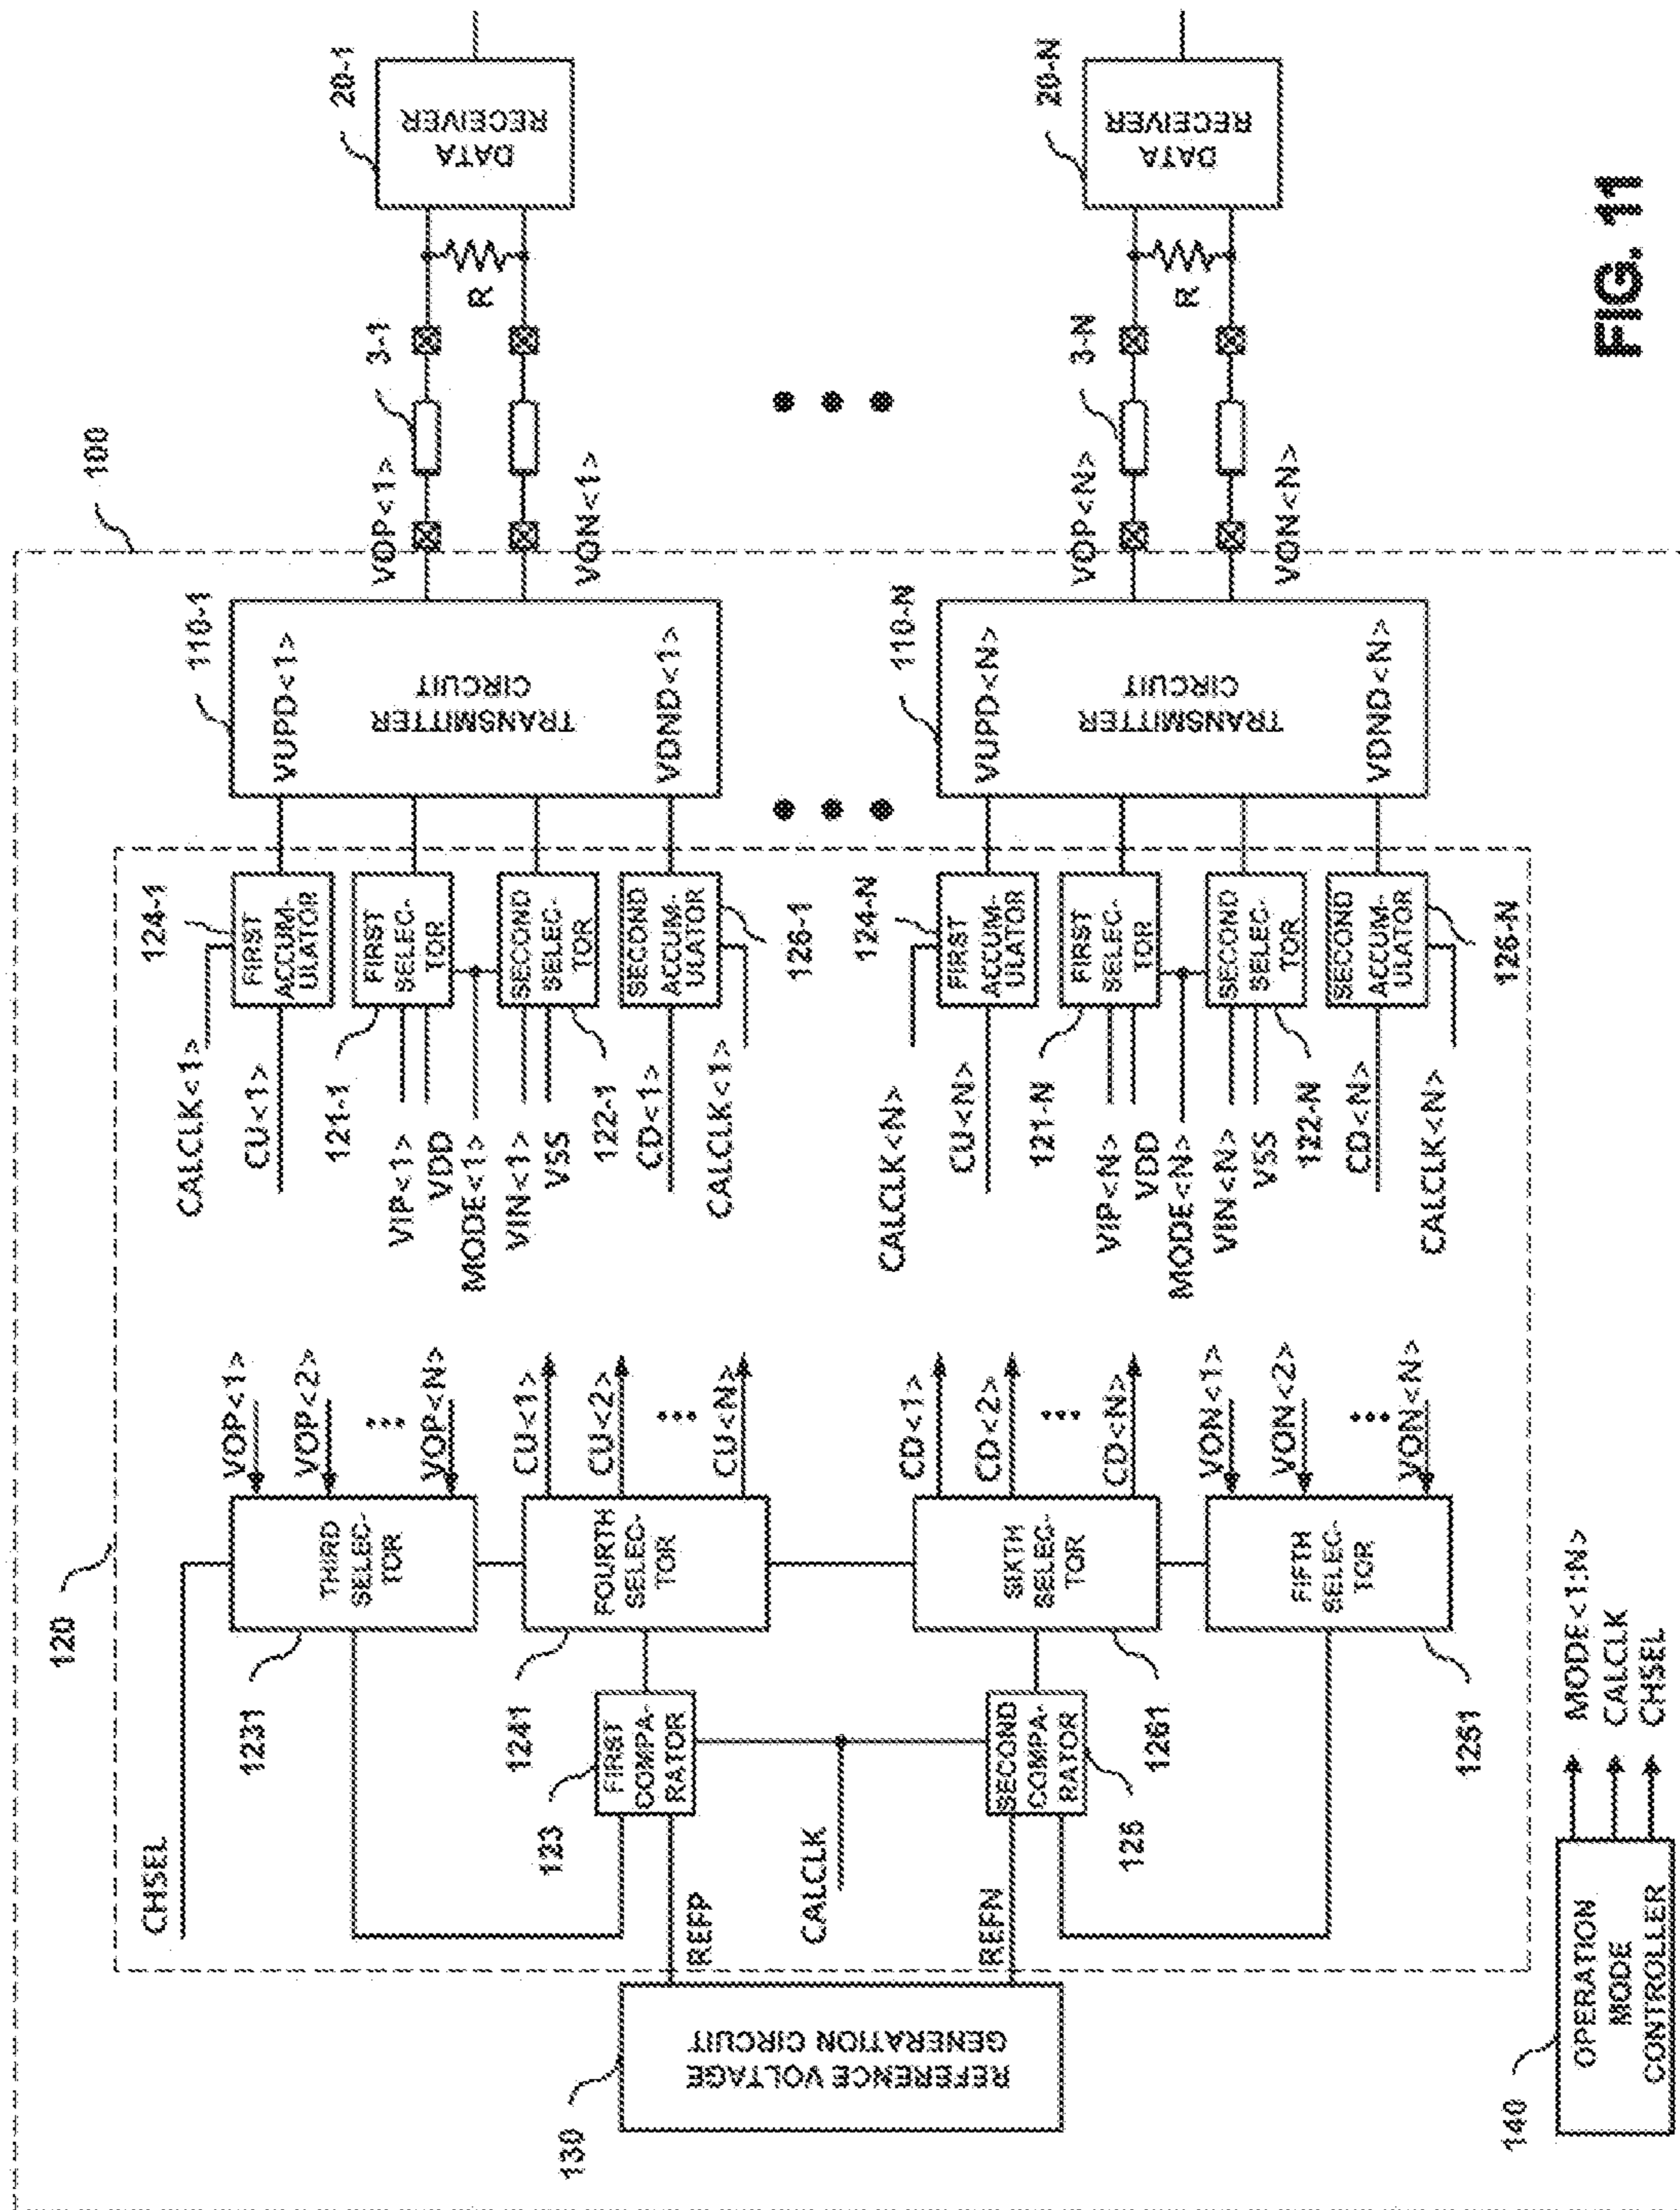 100
120
CHSEL
1231
THIRD
SELEC-
TOR
VOP<1>
VOP<2>
VOP<N>
1241
FOURTH
SELEC-
TOR
CU<1>
CU<2>
CU<N>
123
FIRST
COMPA-
RATOR
130
REFERENCE VOLTAGE
GENERATION CIRCUIT
IREFP
CALCLK
IREFN
SECOND
COMPA-
RATOR
125
1261
SIXTH
SELEC-
TOR
CD<1>
CD<2>
CD<N>
1251
FIFTH
SELEC-
TOR
VON<1>
VON<2>
VON<N>
140
OPERATION
MODE
CONTROLLER
MODE<1:N>
CALCLK
CHSEL
CALCLK<1>
124-1
FIRST
ACCUM-
ULATOR
CU<1>
121-1
FIRST
SELEC-
TOR
VIP<1>
VDD
MODE<1>
VIN<1>
VSS
SECOND
SELEC-
TOR
122-1
CD<1>
SECOND
ACCUM-
ULATOR
126-1
CALCLK<1>
110-1
VUPD<1>
TRANSMITTER
CIRCUIT
VDND<1>
VOP<1>
VON<1>
3-1
R
20-1
DATA
RECEIVER
CALCLK<N>
124-N
FIRST
ACCUM-
ULATOR
CU<N>
121-N
FIRST
SELEC-
TOR
VIP<N>
VDD
MODE<N>
VIN<N>
VSS
SECOND
SELEC-
TOR
122-N
CD<N>
SECOND
ACCUM-
ULATOR
126-N
CALCLK<N>
110-N
VUPD<N>
TRANSMITTER
CIRCUIT
VDND<N>
VOP<N>
VON<N>
3-N
R
20-N
DATA
RECEIVER
FIG. 11